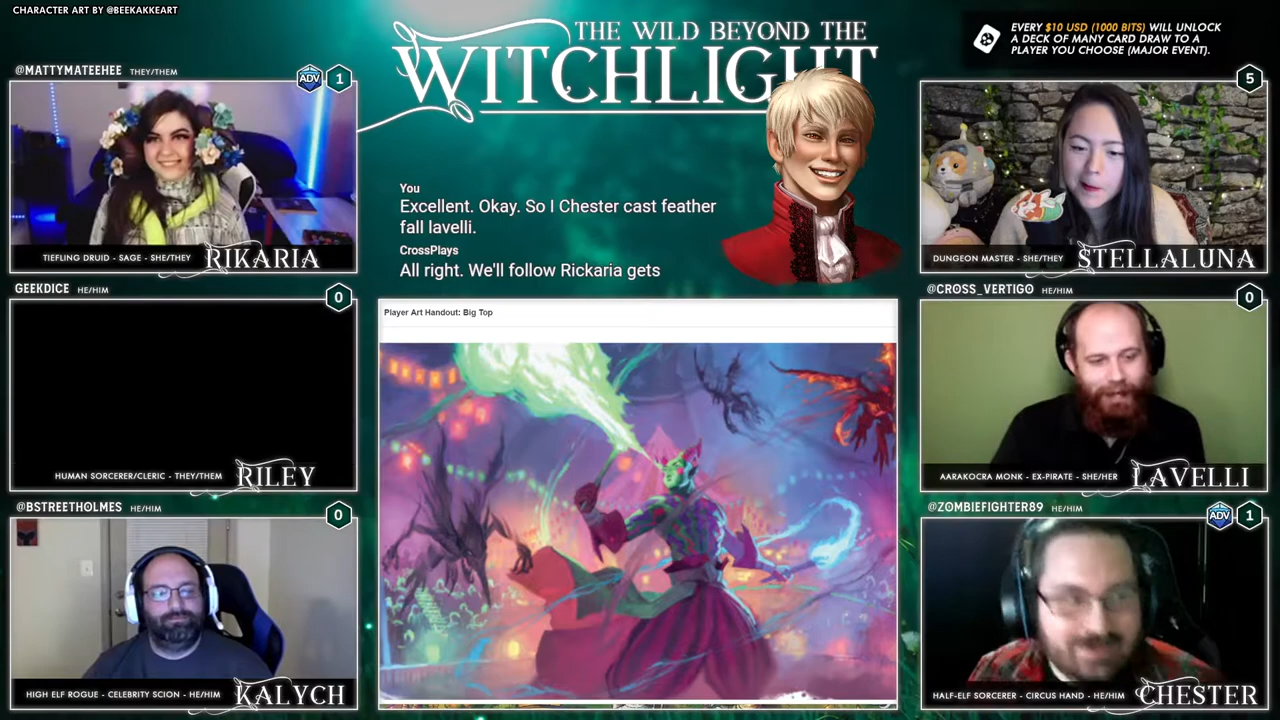 CHARACTER ART BY @BEEKAKKEART
THE WILD BEYOND THE
WITCHLIGHT
EVERY $10 USD (1000 BITS) WILL UNLOCK
A DECK OF MANY CARD DRAW TO A
PLAYER YOU CHOOSE (MAJOR EVENT).
@MATTYMATEEHEE THEY/THEM
ADV 1
TIEFLING DRUID - SAGE - SHE/THEY RIKARIA
5
DUNGEON MASTER - SHE/THEY STELLALUNA
You
Excellent. Okay. So I Chester cast feather
fall lavelli.
CrossPlays
All right. We'll follow Rickaria gets
GEEKDICE HE/HIM 0
HUMAN SORCERER/CLERIC - THEY/THEM RILEY
Player Art Handout: Big Top
@CROSS_VERTIGO HE/HIM 0
AARAKOCRA MONK - EX-PIRATE - SHE/HER LAVELLI
@BSTREETHOLMES HE/HIM 0
HIGH ELF ROGUE - CELEBRITY SCION - HE/HIM KALYCH
@ZOMBIEFIGHTER89 HE/HIM ADV 1
HALF-ELF SORCERER - CIRCUS HAND - HE/HIM CHESTER